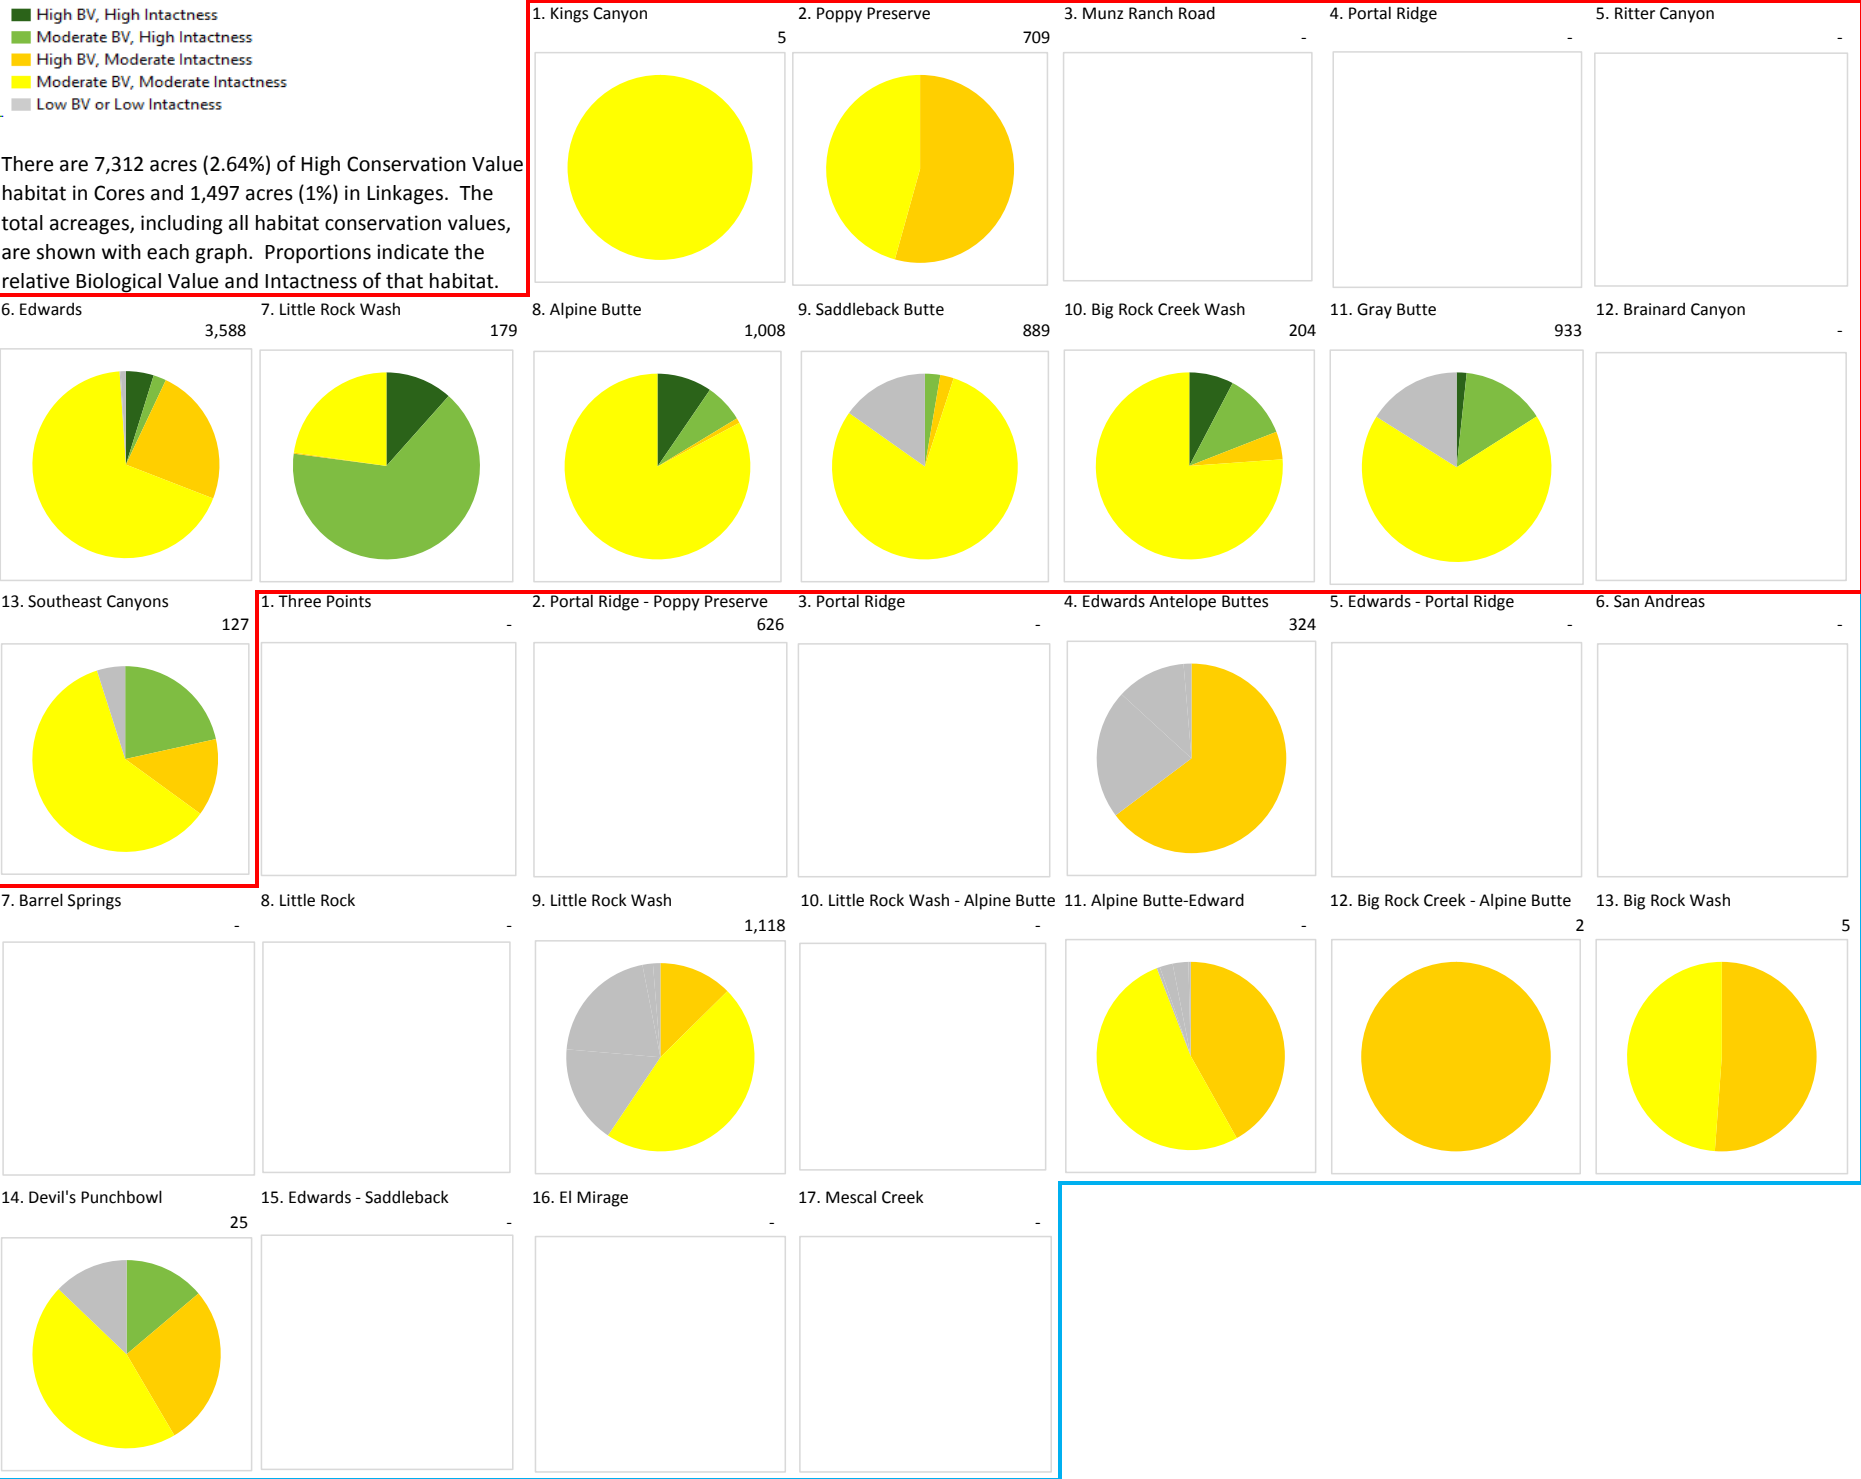 High BV, High Intactness
Moderate BV, High Intactness
High BV, Moderate Intactness
Moderate BV, Moderate Intactness
Low BV or Low Intactness
There are 7,312 acres (2.64%) of High Conservation Value
habitat in Cores and 1,497 acres (1%) in Linkages. The
total acreages, including all habitat conservation values,
are shown with each graph. Proportions indicate the
relative Biological Value and Intactness of that habitat.
1. Kings Canyon
5
2. Poppy Preserve
709
3. Munz Ranch Road
-
4. Portal Ridge
-
5. Ritter Canyon
-
6. Edwards
3,588
7. Little Rock Wash
179
8. Alpine Butte
1,008
9. Saddleback Butte
889
10. Big Rock Creek Wash
204
11. Gray Butte
933
12. Brainard Canyon
-
13. Southeast Canyons
127
1. Three Points
-
2. Portal Ridge - Poppy Preserve
626
3. Portal Ridge
-
4. Edwards Antelope Buttes
324
5. Edwards - Portal Ridge
-
6. San Andreas
-
7. Barrel Springs
-
8. Little Rock
-
9. Little Rock Wash
1,118
10. Little Rock Wash - Alpine Butte
-
11. Alpine Butte-Edward
-
12. Big Rock Creek - Alpine Butte
2
13. Big Rock Wash
5
14. Devil's Punchbowl
25
15. Edwards - Saddleback
-
16. El Mirage
-
17. Mescal Creek
-